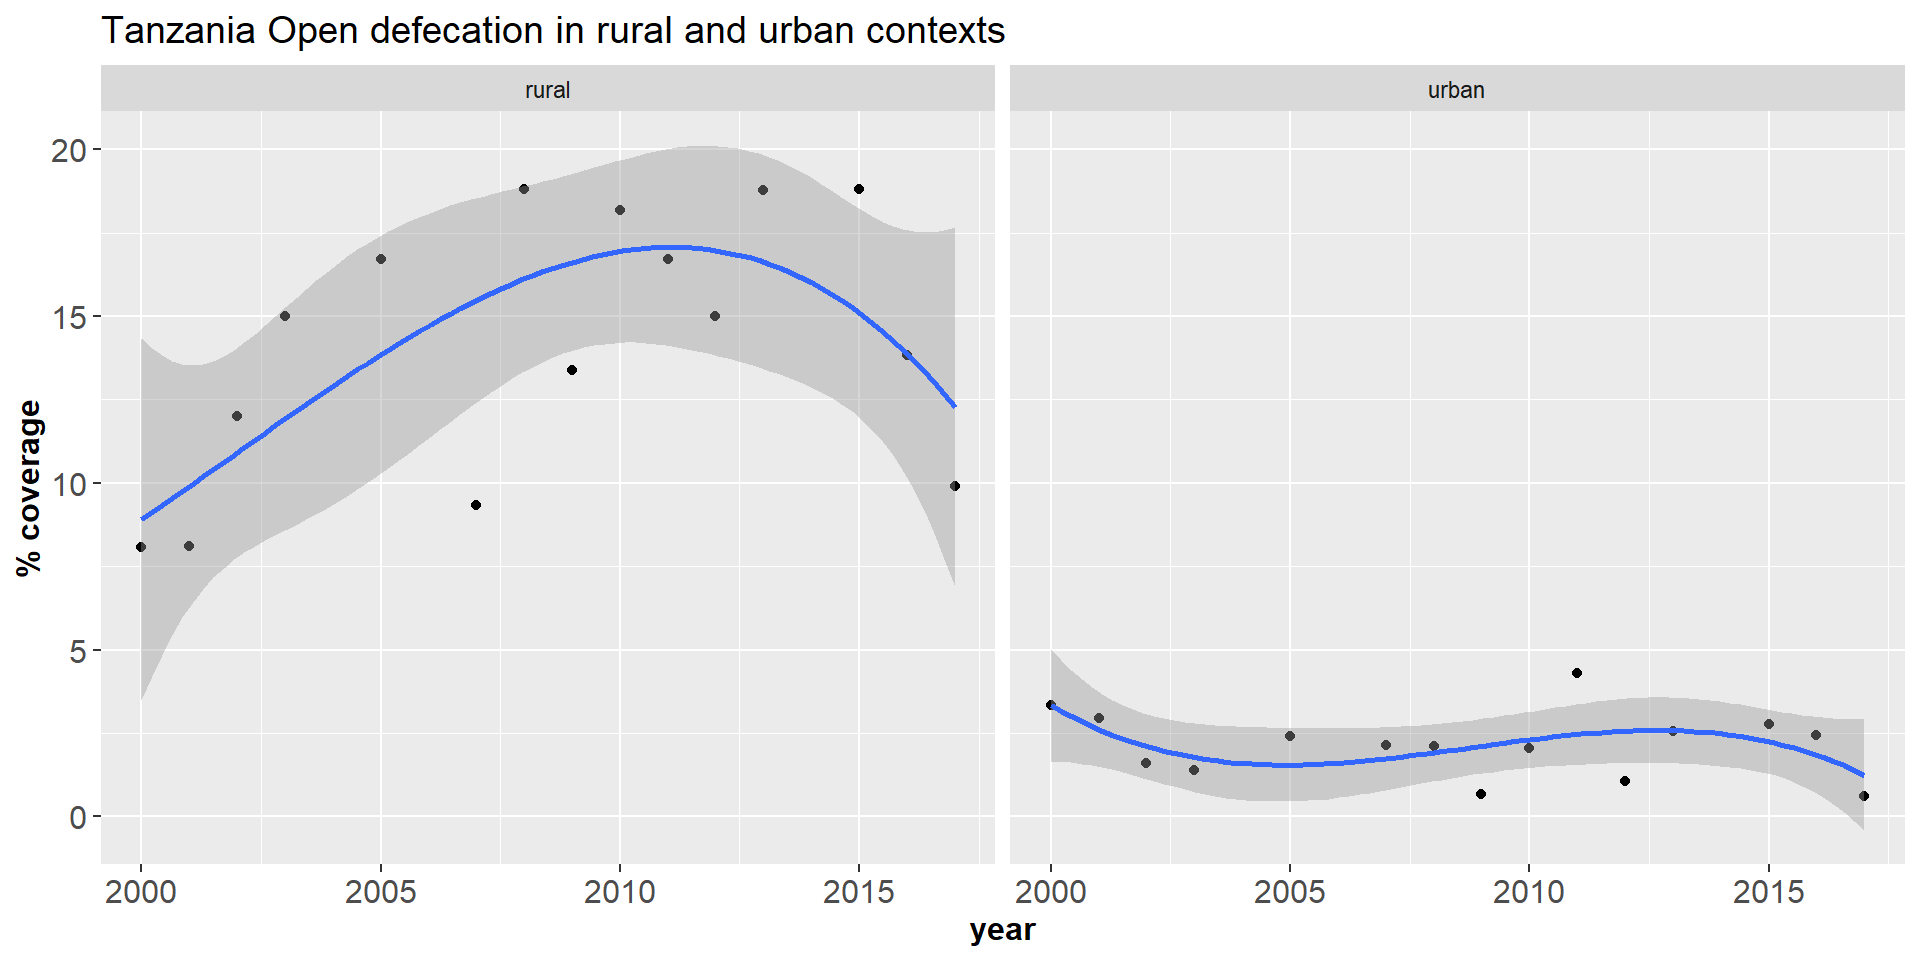 Tanzania Open defecation in rural and urban contexts
rural
urban
% coverage
20
15
10
5
0
2000 2005 2010 2015
2000 2005 2010 2015
year